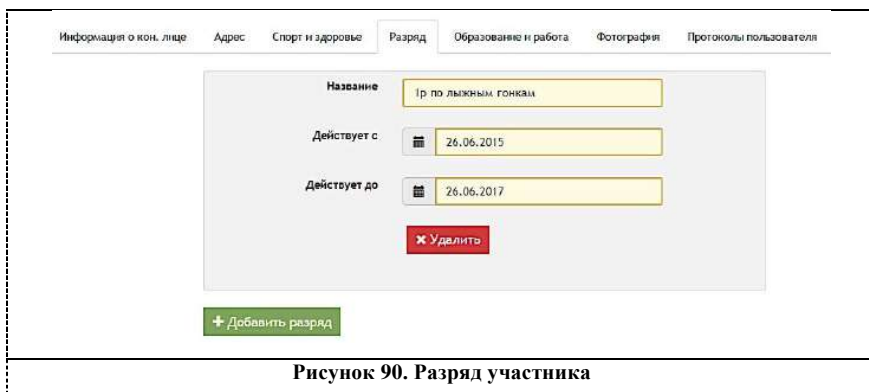 Информация о кон. лице Адрес Спорт и здоровье Разряд Образование и работа Фотография Протоколы пользователя
Название 1р по лыжным гонкам
Действует с 26.06.2015
Действует до 26.06.2017
Удалить
Добавить разряд
Рисунок 90. Разряд участника